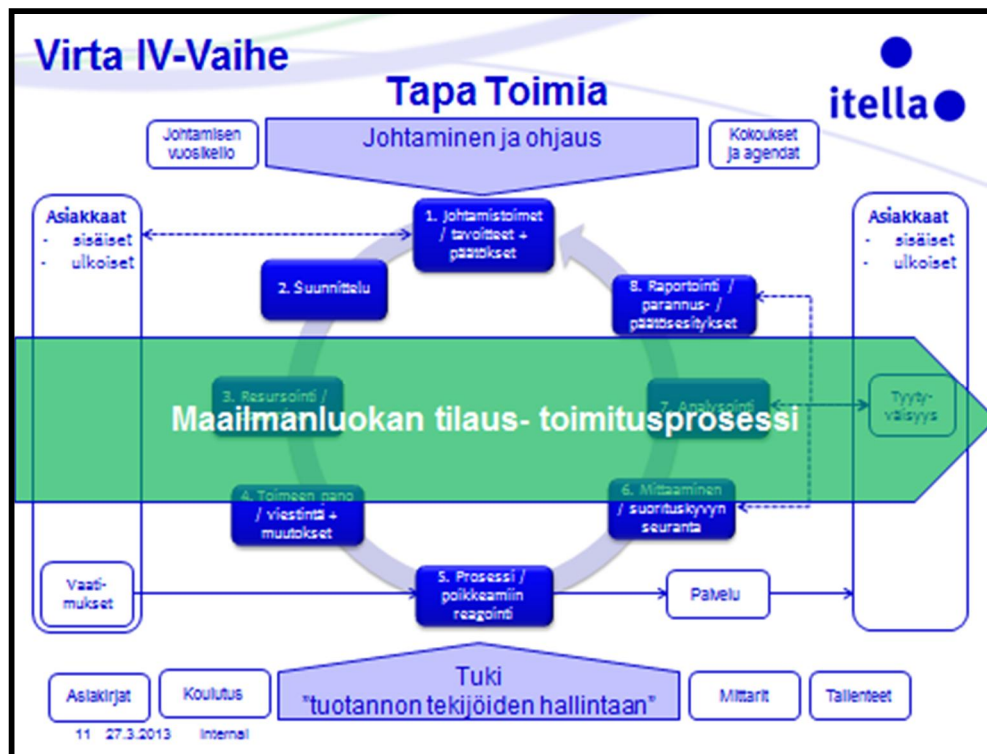 Virta IV-Vaihe
Tapa Toimia
itella
Johtamisen
vuosikello
Johtaminen ja ohjaus
Kokoukset
ja agendat
Asiakkaat
- sisäiset
- ulkoiset
1. Johtamistoimet
/ tavoitteet +
päätökset
Asiakkaat
- sisäiset
- ulkoiset
2. Suunnittelu
8. Raportointi /
parannus- /
päätösesitykset
3. Resursointi /
Maailmanluokan tilaus- toimitusprosessi
7. Analysointi
Tyyty-
väisyys
4. Toimeen pano
/ viestintä +
muutokset
6. Mittaaminen
/ suorituskyvyn
seuranta
Vaati-
mukset
5. Prosessi /
poikkeamiin
reagointi
Palvelu
Asiakirjat
Koulutus
Tuki
"tuotannon tekijöiden hallintaan"
Mittarit
Tallenteet
11 27.3.2013 Internal